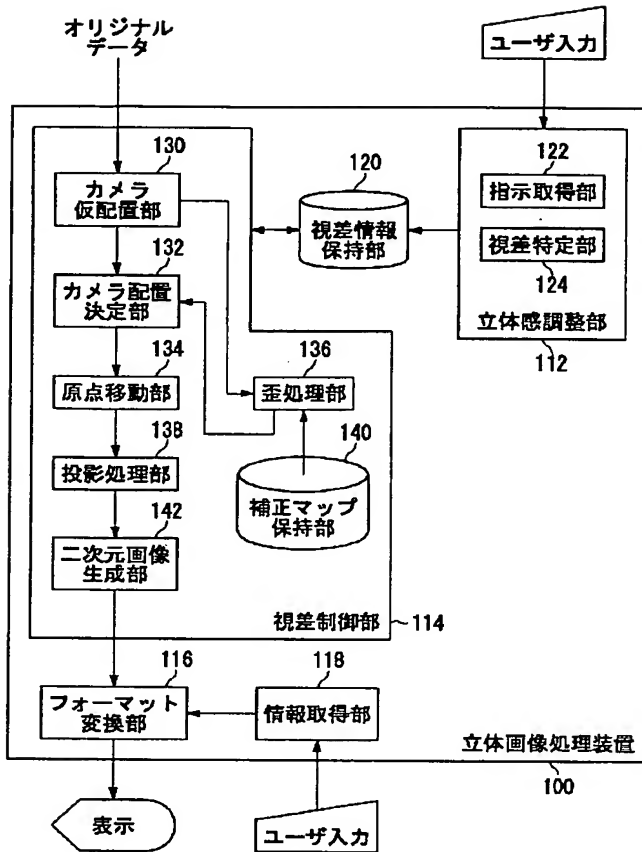 オリジナル
データ
ユーザ入力
130
カメラ
仮配置部
120
視差情報
保持部
122
指示取得部
視差特定部
124
立体感調整部
112
132
カメラ配置
決定部
134
原点移動部
136
歪処理部
138
投影処理部
140
補正マップ
保持部
142
二次元画像
生成部
視差制御部
114
116
フォーマット
変換部
118
情報取得部
立体画像処理装置
100
表示
ユーザ入力